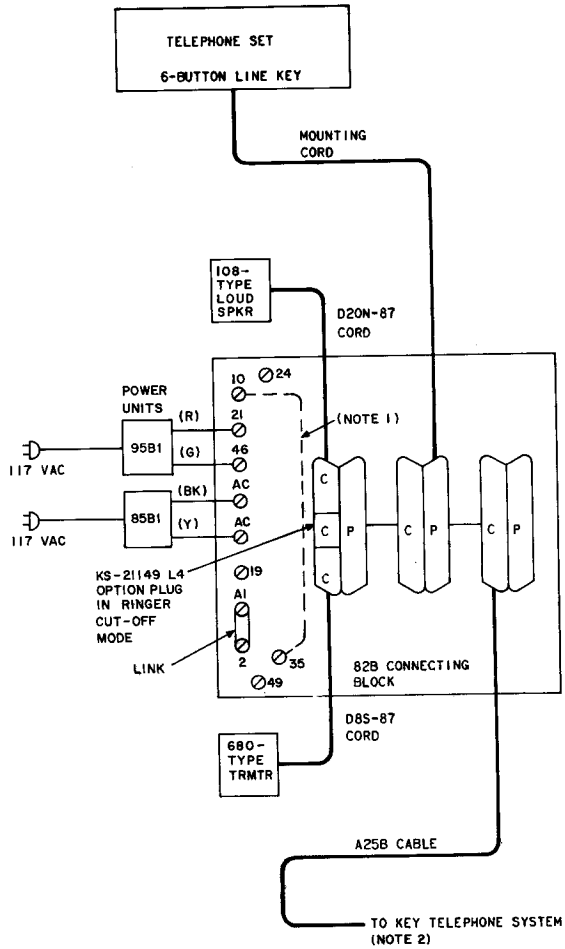 TELEPHONE SET
6-BUTTON LINE KEY
MOUNTING
CORD
108-
TYPE
LOUD
SPKR
D20N-87
CORD
POWER
UNITS
10
24
(R)
21
(NOTE 1)
95B1
117 VAC
(G)
46
(BK)
AC
85B1
117 VAC
(Y)
AC
C
C
C
P
C
P
C
P
KS-21149 L4
OPTION PLUG
IN RINGER
CUT-OFF
MODE
19
A1
LINK
2
35
49
82B CONNECTING
BLOCK
D8S-87
CORD
680-
TYPE
TRMTR
A25B CABLE
TO KEY TELEPHONE SYSTEM
(NOTE 2)